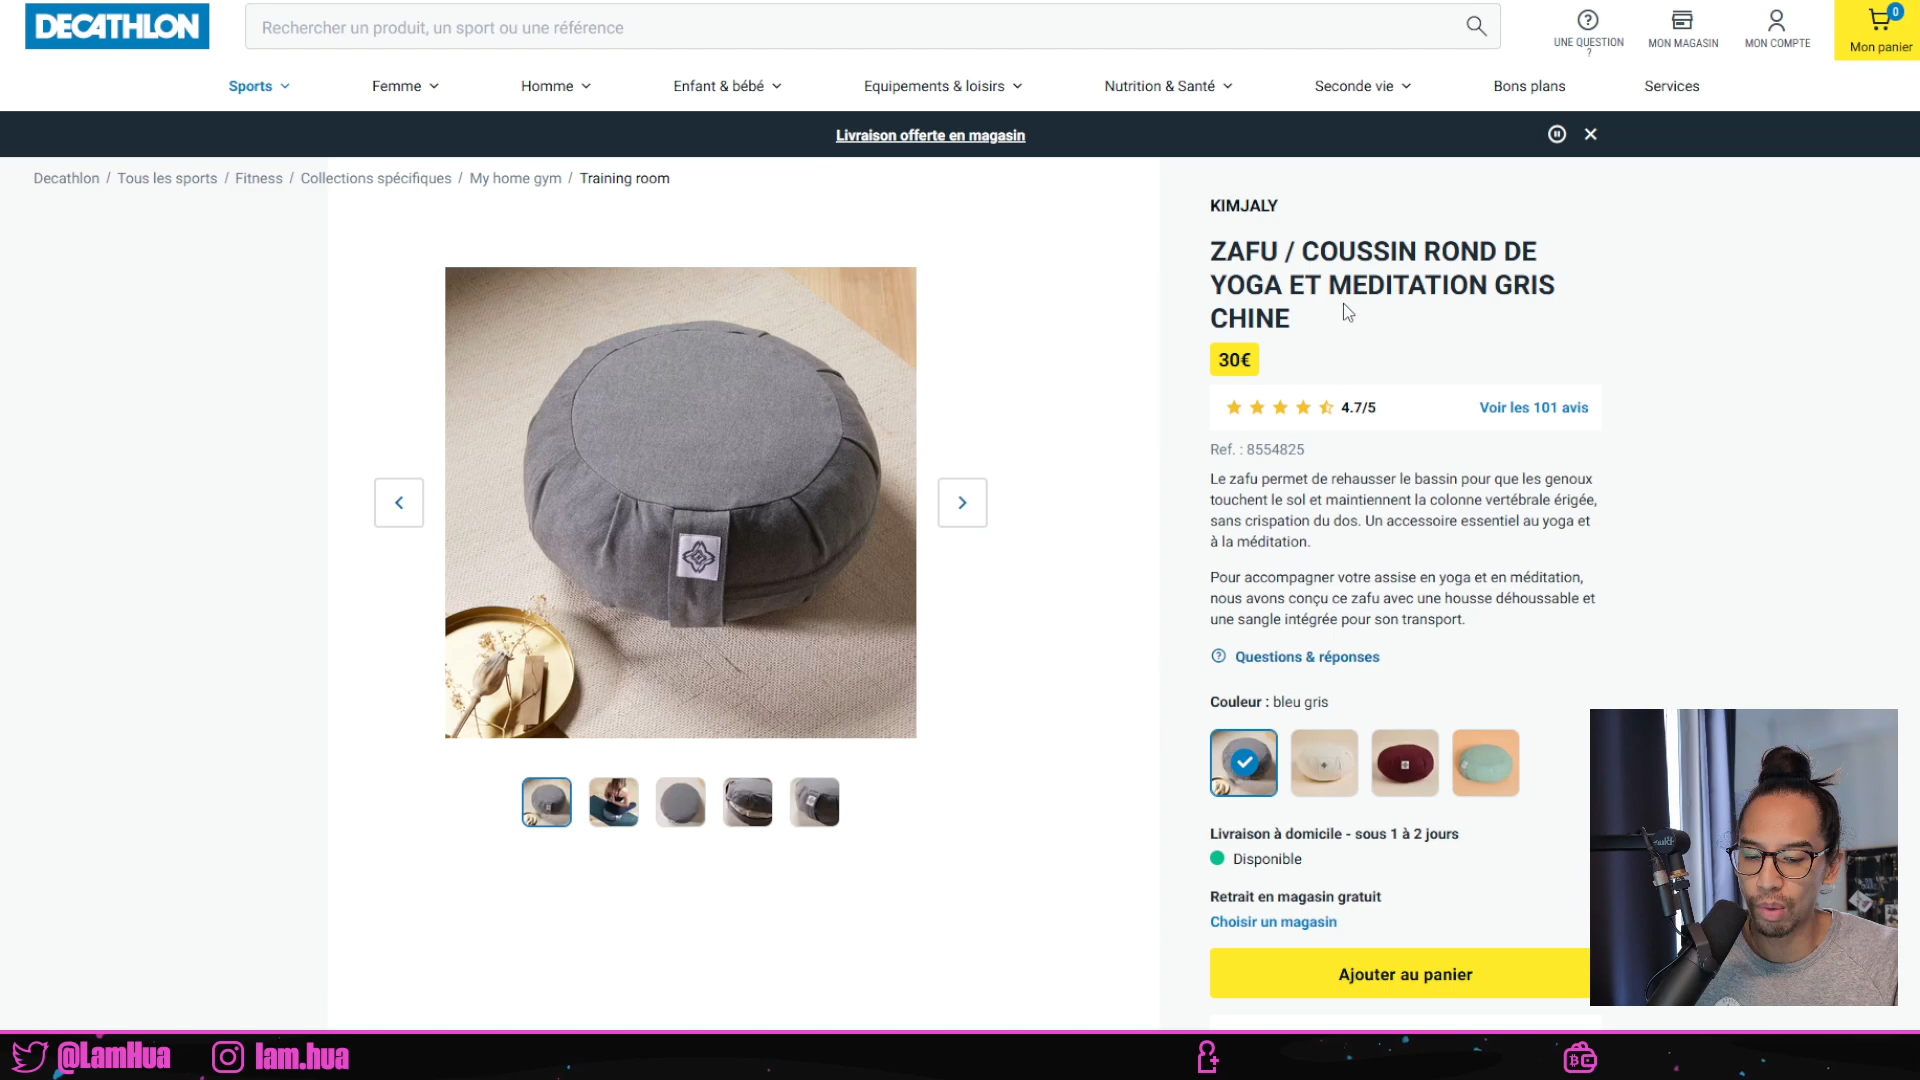 DECATHLON
Rechercher un produit, un sport ou une référence
UNE QUESTION
?
MON MAGASIN
MON COMPTE
0
Mon panier
Sports
Femme
Homme
Enfant & bébé
Equipements & loisirs
Nutrition & Santé
Seconde vie
Bons plans
Services
Livraison offerte en magasin
Decathlon / Tous les sports / Fitness / Collections spécifiques / My home gym / Training room
KIMJALY
ZAFU / COUSSIN ROND DE
YOGA ET MEDITATION GRIS
CHINE
30€
4.7/5
Voir les 101 avis
Ref. : 8554825
Le zafu permet de rehausser le bassin pour que les genoux
touchent le sol et maintiennent la colonne vertébrale érigée,
sans crispation du dos. Un accessoire essentiel au yoga et
à la méditation.
Pour accompagner votre assise en yoga et en méditation,
nous avons conçu ce zafu avec une housse déhoussable et
une sangle intégrée pour son transport.
Questions & réponses
Couleur : bleu gris
Livraison à domicile - sous 1 à 2 jours
Disponible
Retrait en magasin gratuit
Choisir un magasin
Ajouter au panier
@LamHua
lam.hua